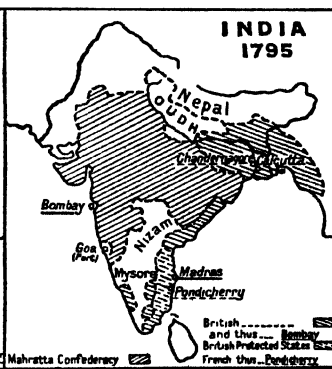 INDIA
1795
Nepal
OUDH
Chandernagore Calcutta
Bombay
Nizam
Goa
(Port)
Mysore
Madras
Pondicherry
British
and thus Bombay
British Protected States
Mahratta Confederacy
French thus Pondicherry